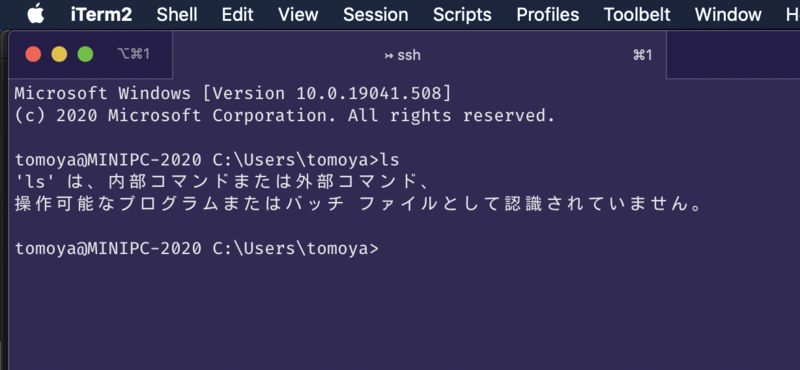 iTerm2 Shell Edit View Session Scripts Profiles Toolbelt Window H
⌥⌘1 ↣ ssh ⌘1
Microsoft Windows [Version 10.0.19041.508]
(c) 2020 Microsoft Corporation. All rights reserved.
tomoya@MINIPC-2020 C:\Users\tomoya>ls
'ls' は、内部コマンドまたは外部コマンド、
操作可能なプログラムまたはバッチ ファイルとして認識されていません。
tomoya@MINIPC-2020 C:\Users\tomoya>